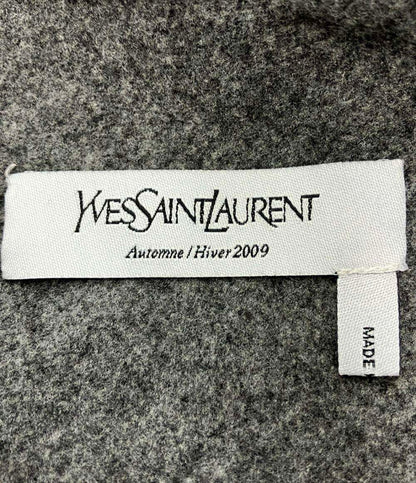 YVESSAINTLAURENT
Automne / Hiver 2009
MADE